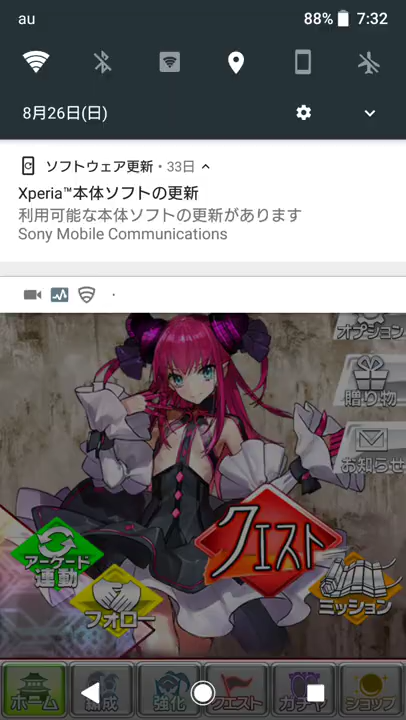 au 88% 7:32
8月26日(日)
ソフトウェア更新・33日
Xperia™本体ソフトの更新
利用可能な本体ソフトの更新があります
Sony Mobile Communications
オプション
贈り物
お知らせ
クエスト
アーケード
連動
フォロー
ミッション
ホーム 編成 強化 クエスト ガチャ ショップ